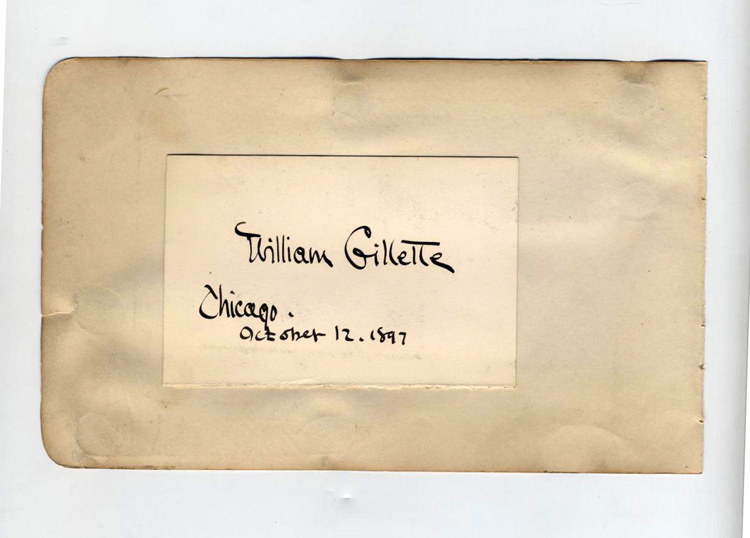 William Gillette
Chicago.
October 12. 1897